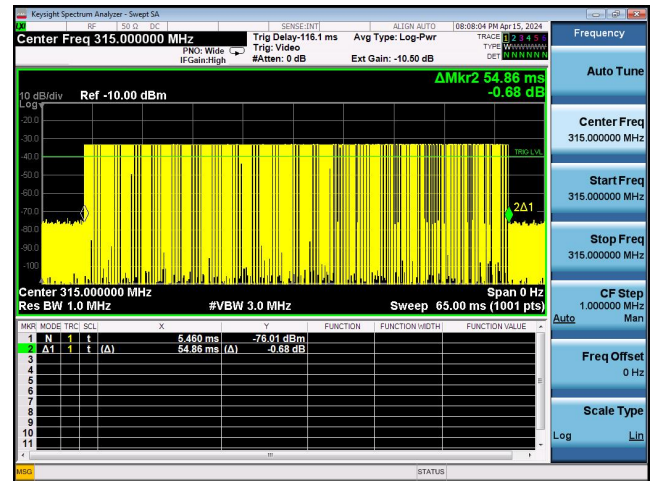 Keysight Spectrum Analyzer - Swept SA
LXI RF 50 Ω DC SENSE:INT ALIGN AUTO 08:08:04 PM Apr 15, 2024
Center Freq 315.000000 MHz Trig Delay-116.1 ms Avg Type: Log-Pwr TRACE 1 2 3 4 5 6
PNO: Wide Trig: Video TYPE WWWWWW
IFGain:High #Atten: 0 dB Ext Gain: -10.50 dB DET N N N N N N
ΔMkr2 54.86 ms
10 dB/div Ref -10.00 dBm -0.68 dB
Log
-20.0
-30.0
TRIG LVL
-40.0
-50.0
-60.0
-70.0 2Δ1
-80.0
-90.0
-100
Center 315.000000 MHz Span 0 Hz
Res BW 1.0 MHz #VBW 3.0 MHz Sweep 65.00 ms (1001 pts)
MKR MODE TRC SCL X Y FUNCTION FUNCTION WIDTH FUNCTION VALUE
1 N 1 t 5.460 ms -76.01 dBm
2 Δ1 1 t (Δ) 54.86 ms (Δ) -0.68 dB
3
4
5
6
7
8
9
10
11
MSG STATUS
Frequency
Auto Tune
Center Freq
315.000000 MHz
Start Freq
315.000000 MHz
Stop Freq
315.000000 MHz
CF Step
1.000000 MHz
Auto Man
Freq Offset
0 Hz
Scale Type
Log Lin